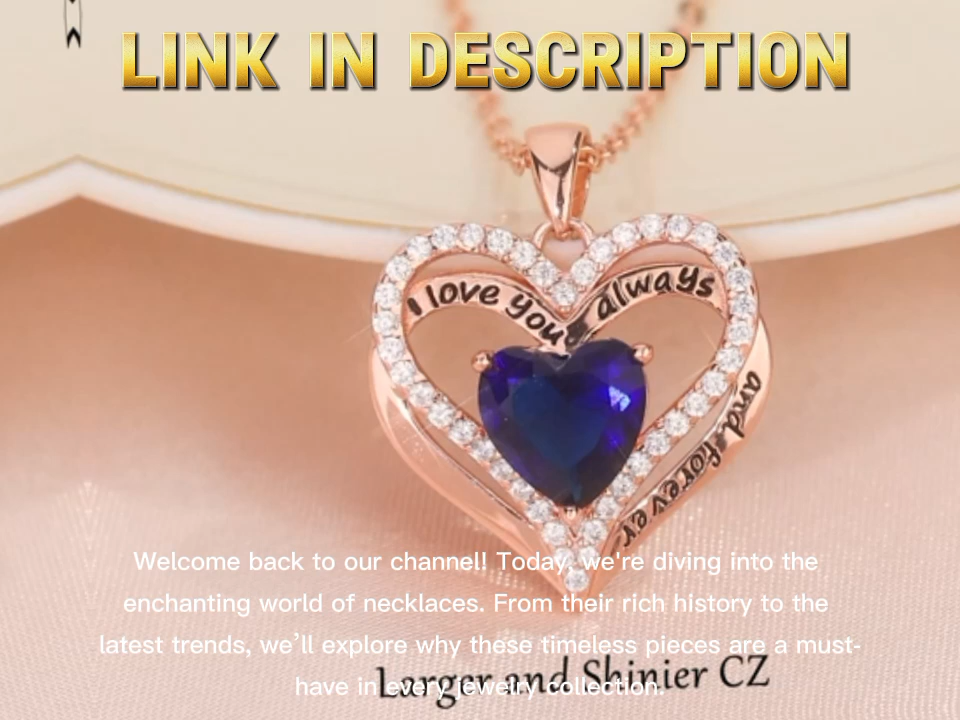 LINK IN DESCRIPTION
I love you always
and forever
Welcome back to our channel! Today, we're diving into the
enchanting world of necklaces. From their rich history to the
latest trends, we’ll explore why these timeless pieces are a must-
have in every jewelry collection.
Larger and Shinier CZ